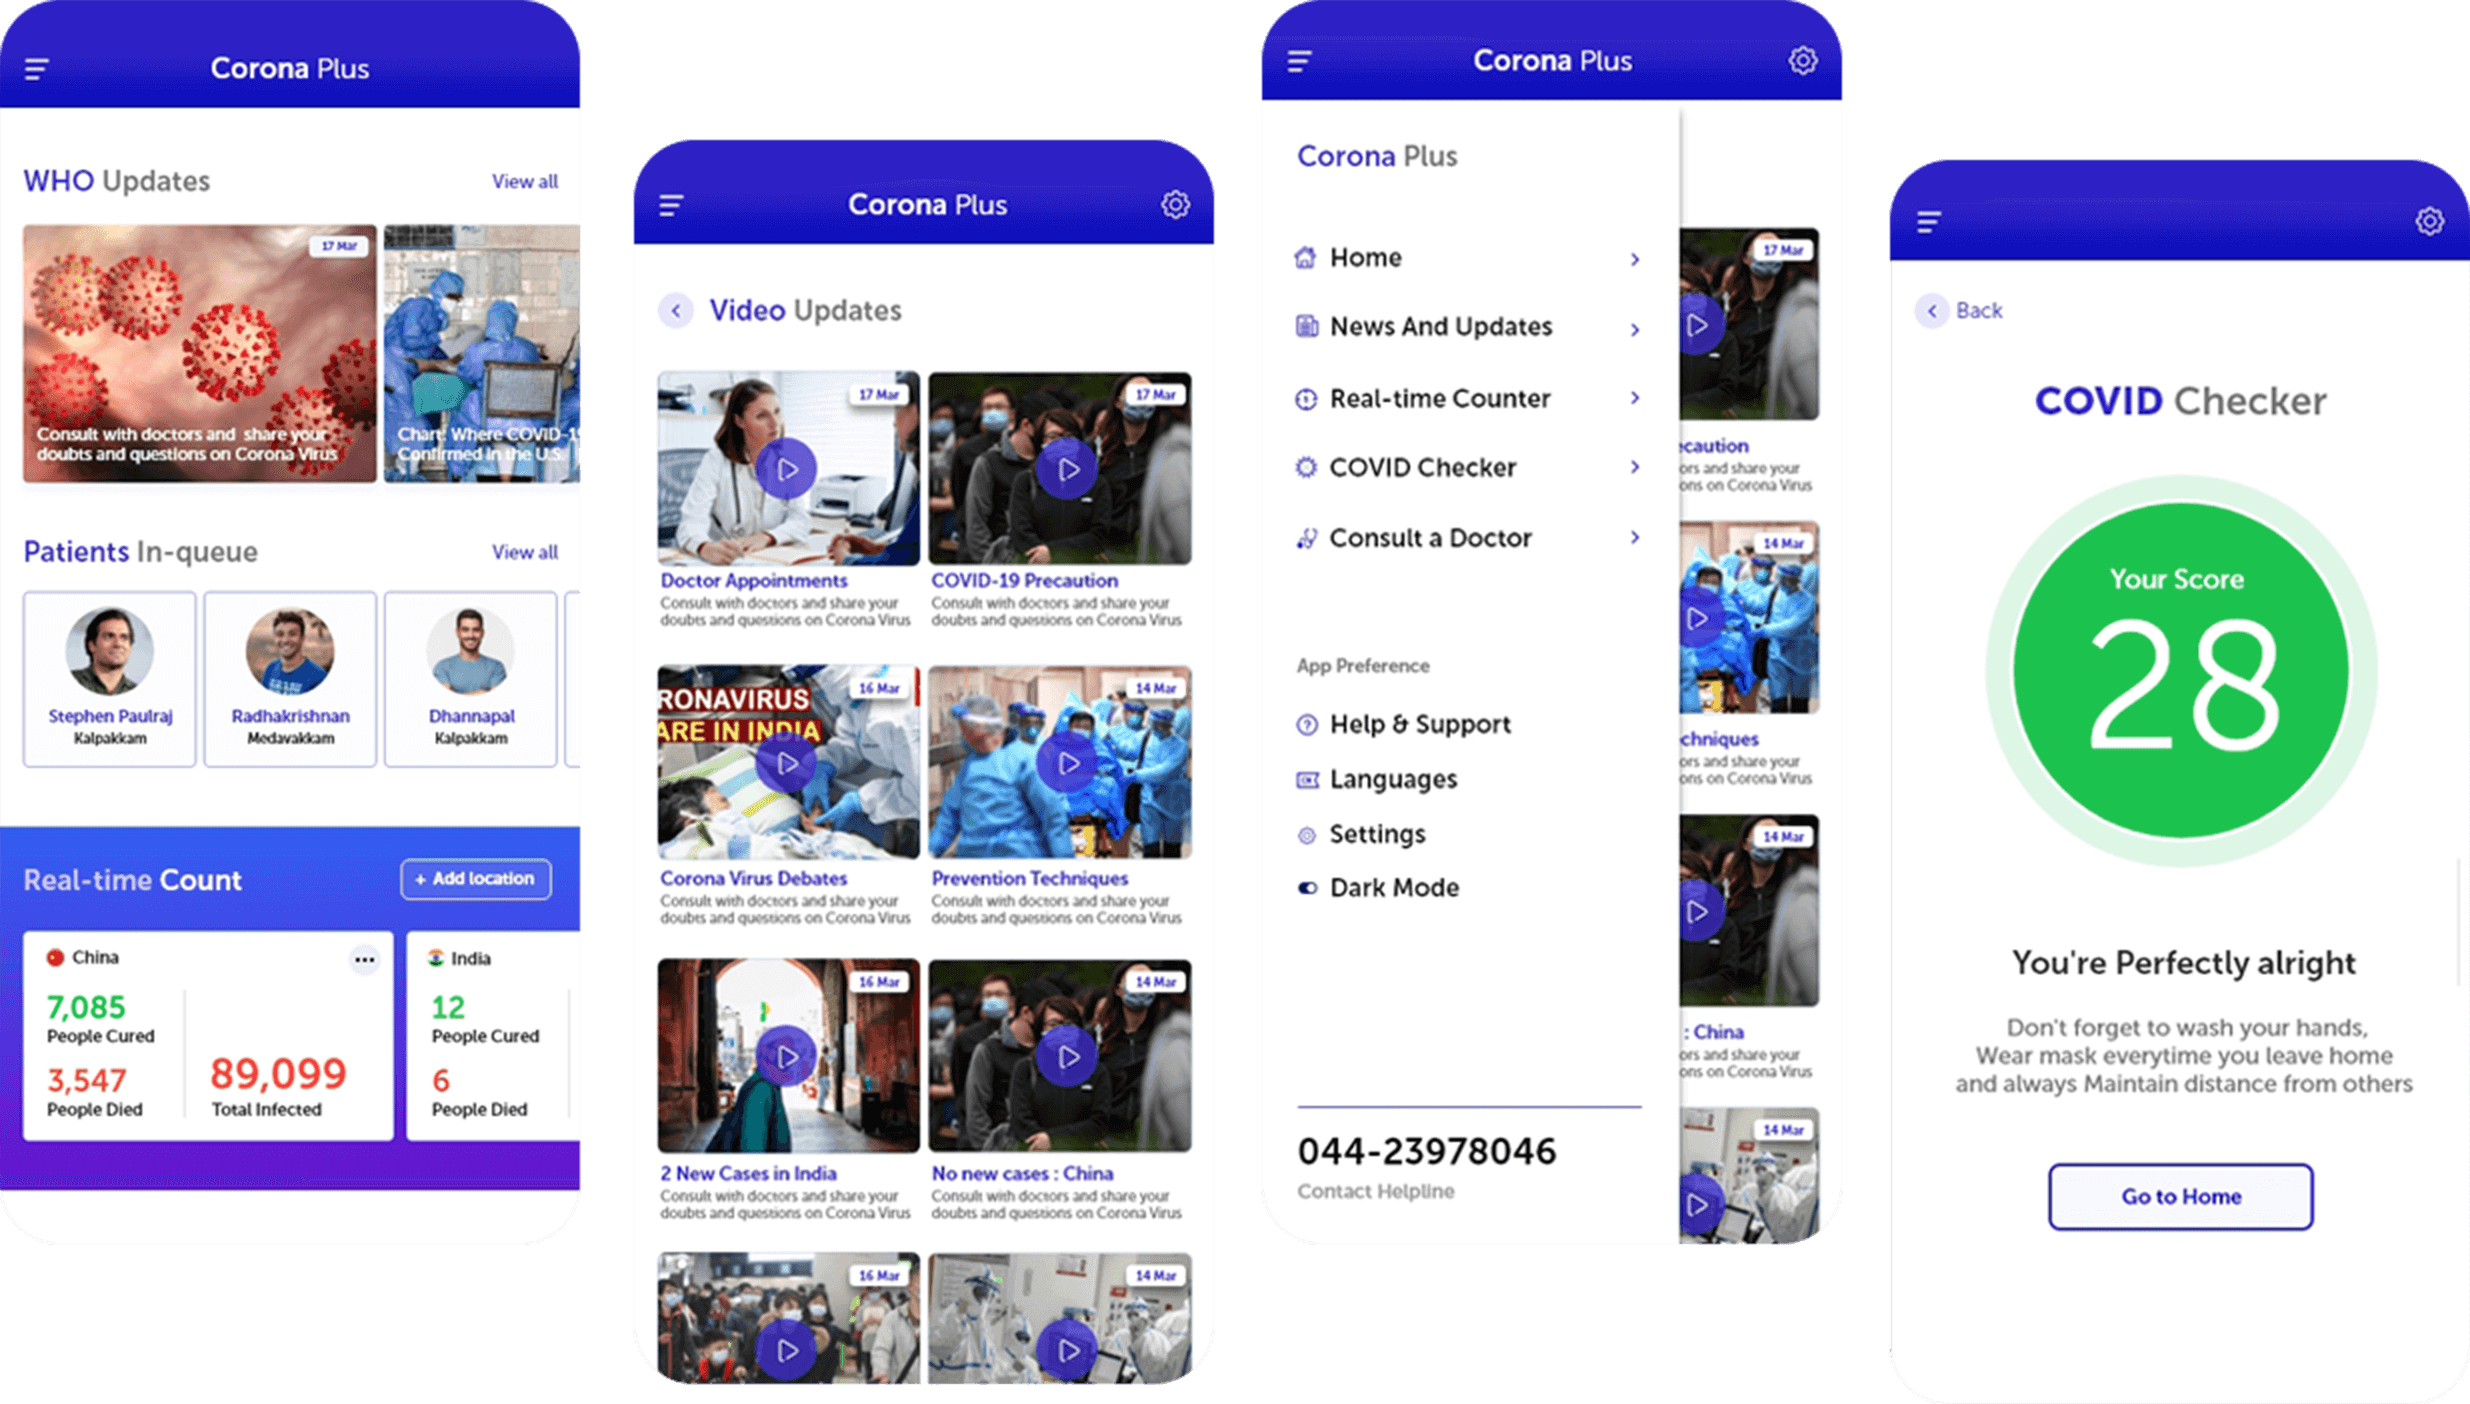 Corona Plus
WHO Updates
View all
17 Mar
Consult with doctors and share your
doubts and questions on Corona Virus
Chart: Where COVID-19
Confirmed in the U.S.
Patients In-queue
View all
Stephen Paulraj
Kalpakkam
Radhakrishnan
Medavakkam
Dhannapal
Kalpakkam
Real-time Count
+ Add location
China
7,085
People Cured
3,547
People Died
89,099
Total Infected
India
12
People Cured
6
People Died
Corona Plus
Video Updates
17 Mar
Doctor Appointments
Consult with doctors and share your
doubts and questions on Corona Virus
17 Mar
COVID-19 Precaution
Consult with doctors and share your
doubts and questions on Corona Virus
RONAVIRUS
ARE IN INDIA
16 Mar
Corona Virus Debates
Consult with doctors and share your
doubts and questions on Corona Virus
14 Mar
Prevention Techniques
Consult with doctors and share your
doubts and questions on Corona Virus
16 Mar
2 New Cases in India
Consult with doctors and share your
doubts and questions on Corona Virus
14 Mar
No new cases : China
Consult with doctors and share your
doubts and questions on Corona Virus
16 Mar
14 Mar
Corona Plus
Corona Plus
Home
News And Updates
Real-time Counter
COVID Checker
Consult a Doctor
App Preference
Help & Support
Languages
Settings
Dark Mode
044-23978046
Contact Helpline
17 Mar
ecaution
ors and share your
ons on Corona Virus
14 Mar
chniques
ors and share your
ons on Corona Virus
14 Mar
: China
ors and share your
ons on Corona Virus
14 Mar
Back
COVID Checker
Your Score
28
You're Perfectly alright
Don't forget to wash your hands,
Wear mask everytime you leave home
and always Maintain distance from others
Go to Home